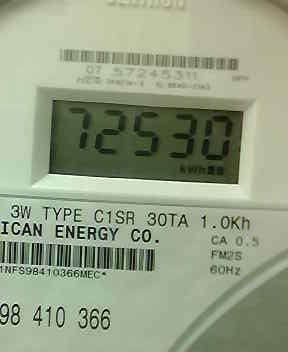 07 57245311
72530
kWh
3W TYPE C1SR 30TA 1.0Kh
ICAN ENERGY CO.
CA 0.5
FM2S
60Hz
1NFS98410366MEC*
98 410 366